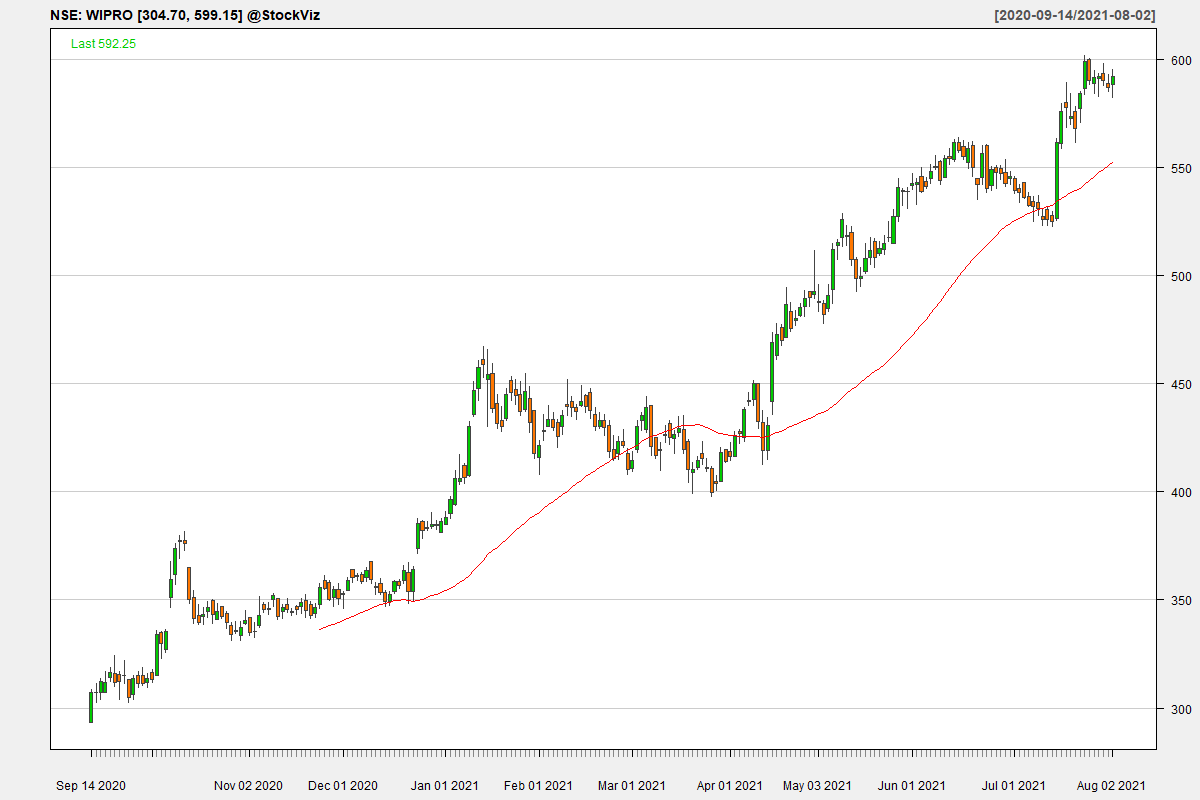 NSE: WIPRO [304.70, 599.15] @StockViz
[2020-09-14/2021-08-02]
Last 592.25
600
550
500
450
400
350
300
Sep 14 2020 Nov 02 2020 Dec 01 2020 Jan 01 2021 Feb 01 2021 Mar 01 2021 Apr 01 2021 May 03 2021 Jun 01 2021 Jul 01 2021 Aug 02 2021